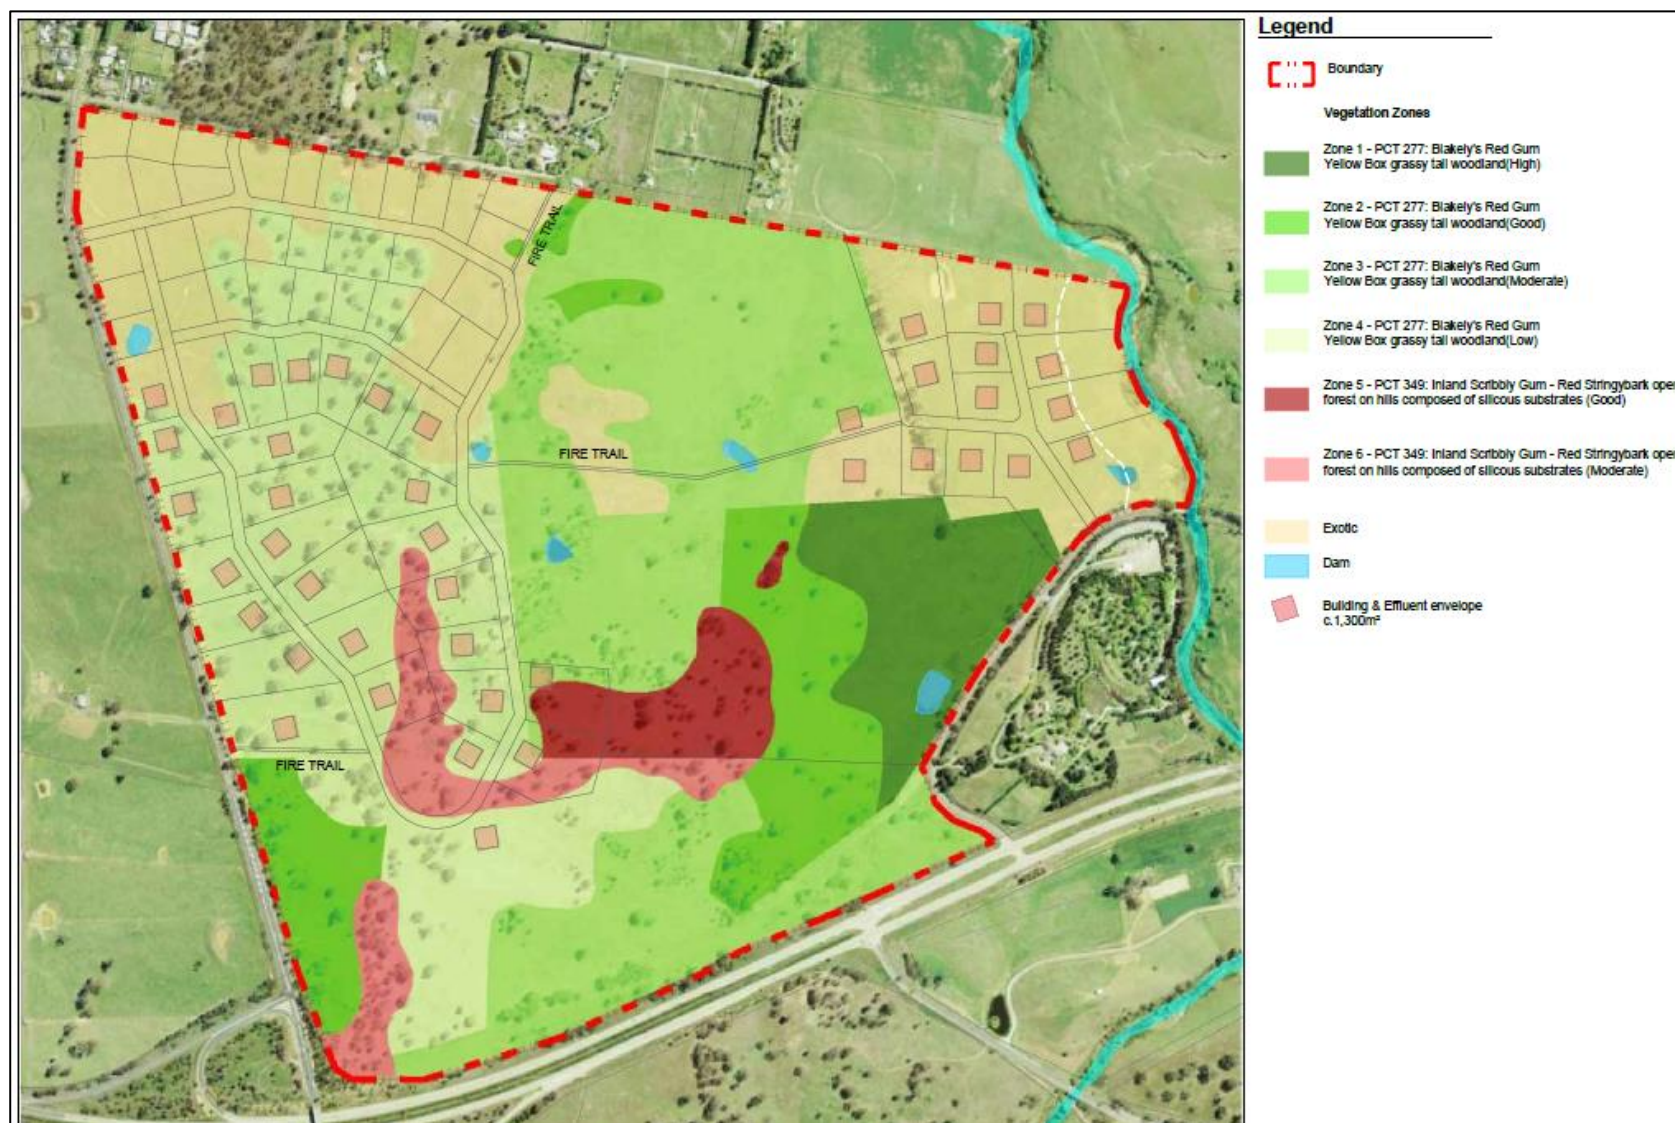 Legend
Boundary
Vegetation Zones
Zone 1 - PCT 277: Blakely's Red Gum
Yellow Box grassy tall woodland(High)
Zone 2 - PCT 277: Blakely's Red Gum
Yellow Box grassy tall woodland(Good)
Zone 3 - PCT 277: Blakely's Red Gum
Yellow Box grassy tall woodland(Moderate)
Zone 4 - PCT 277: Blakely's Red Gum
Yellow Box grassy tall woodland(Low)
Zone 5 - PCT 349: Inland Scribbly Gum - Red Stringybark ope
forest on hills composed of silicous substrates (Good)
Zone 6 - PCT 349: Inland Scribbly Gum - Red Stringybark ope
forest on hills composed of silicous substrates (Moderate)
Exotic
Dam
Building & Effluent envelope
c.1,300m²
FIRE TRAIL
FIRE TRAIL
FIRE TRAIL